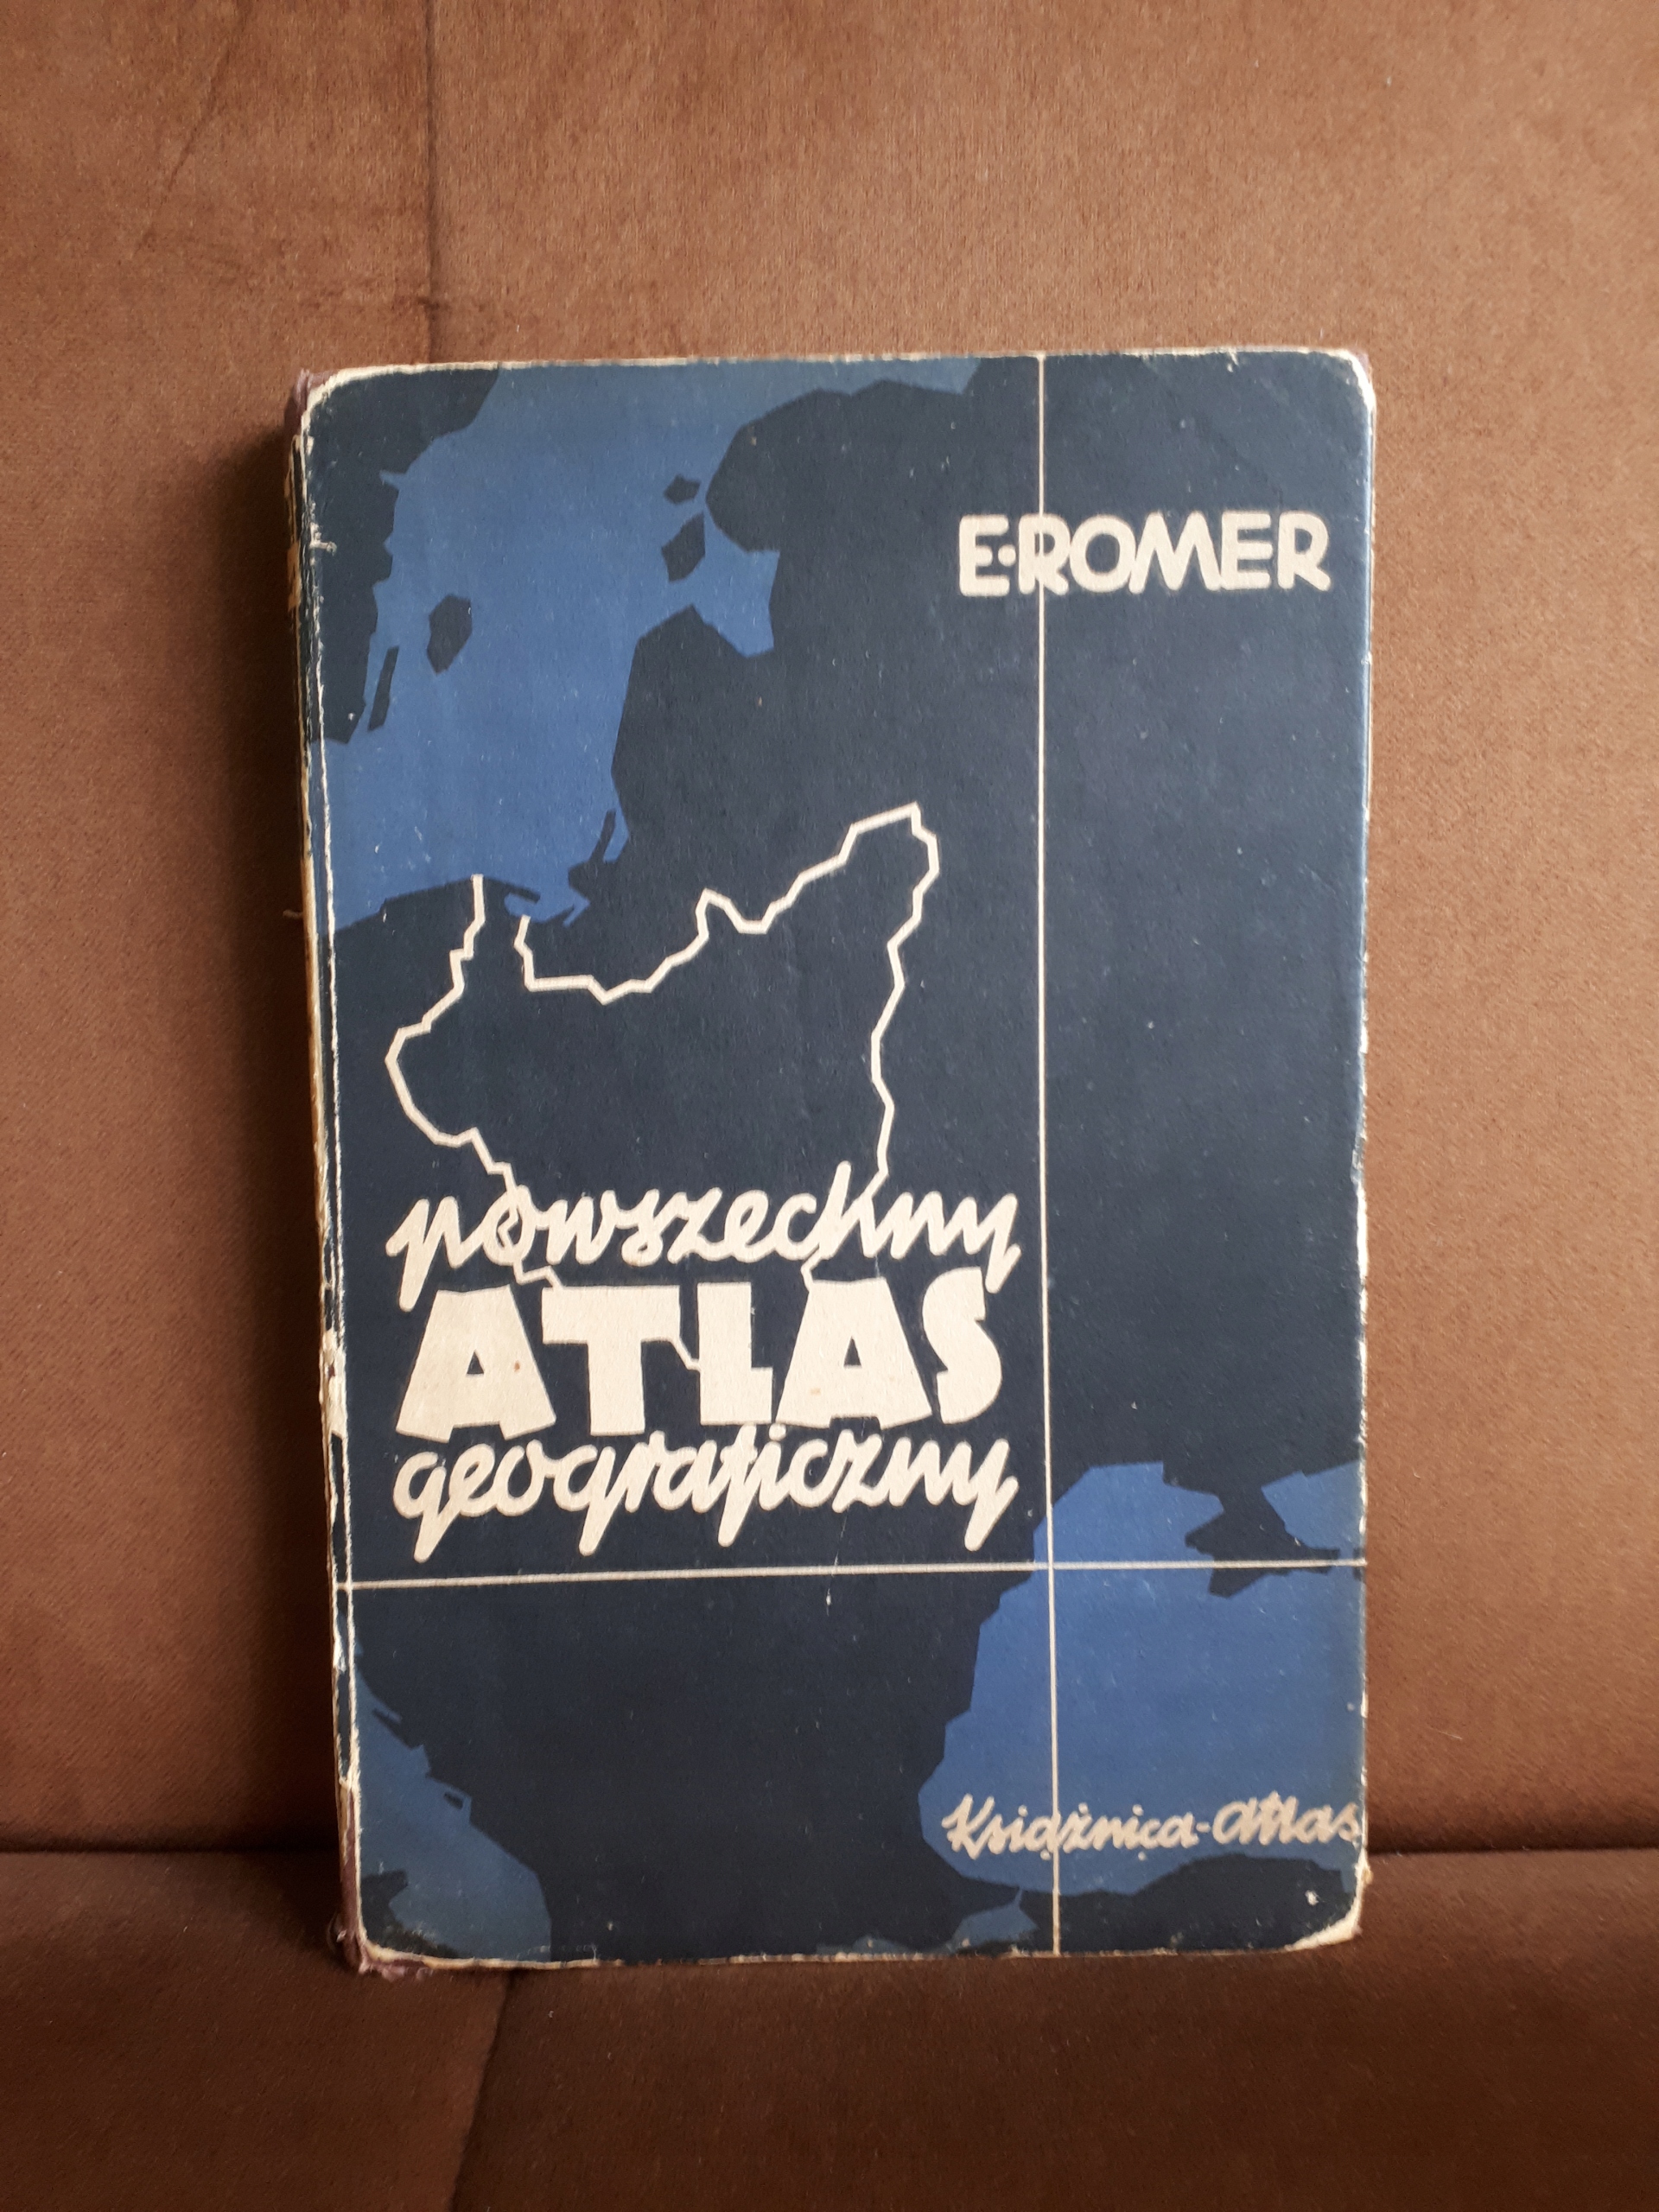 E·ROMER
powszechny
ATLAS
geograficzny
Książnica-Atlas